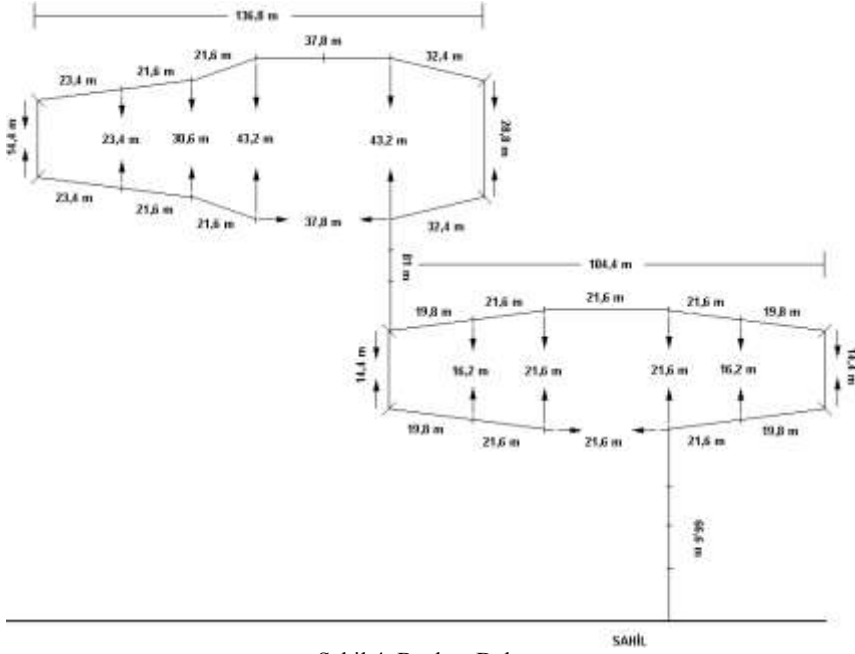 136,8 m
37,8 m
21,6 m
32,4 m
21,6 m
23,4 m
14,4 m
23,4 m
30,6 m
43,2 m
43,2 m
28,8 m
23,4 m
21,6 m
21,6 m
37,8 m
32,4 m
81 m
104,4 m
19,8 m
21,6 m
21,6 m
21,6 m
19,8 m
14,4 m
16,2 m
21,6 m
21,6 m
16,2 m
14,4 m
19,8 m
21,6 m
21,6 m
21,6 m
19,8 m
66,6 m
SAHİL